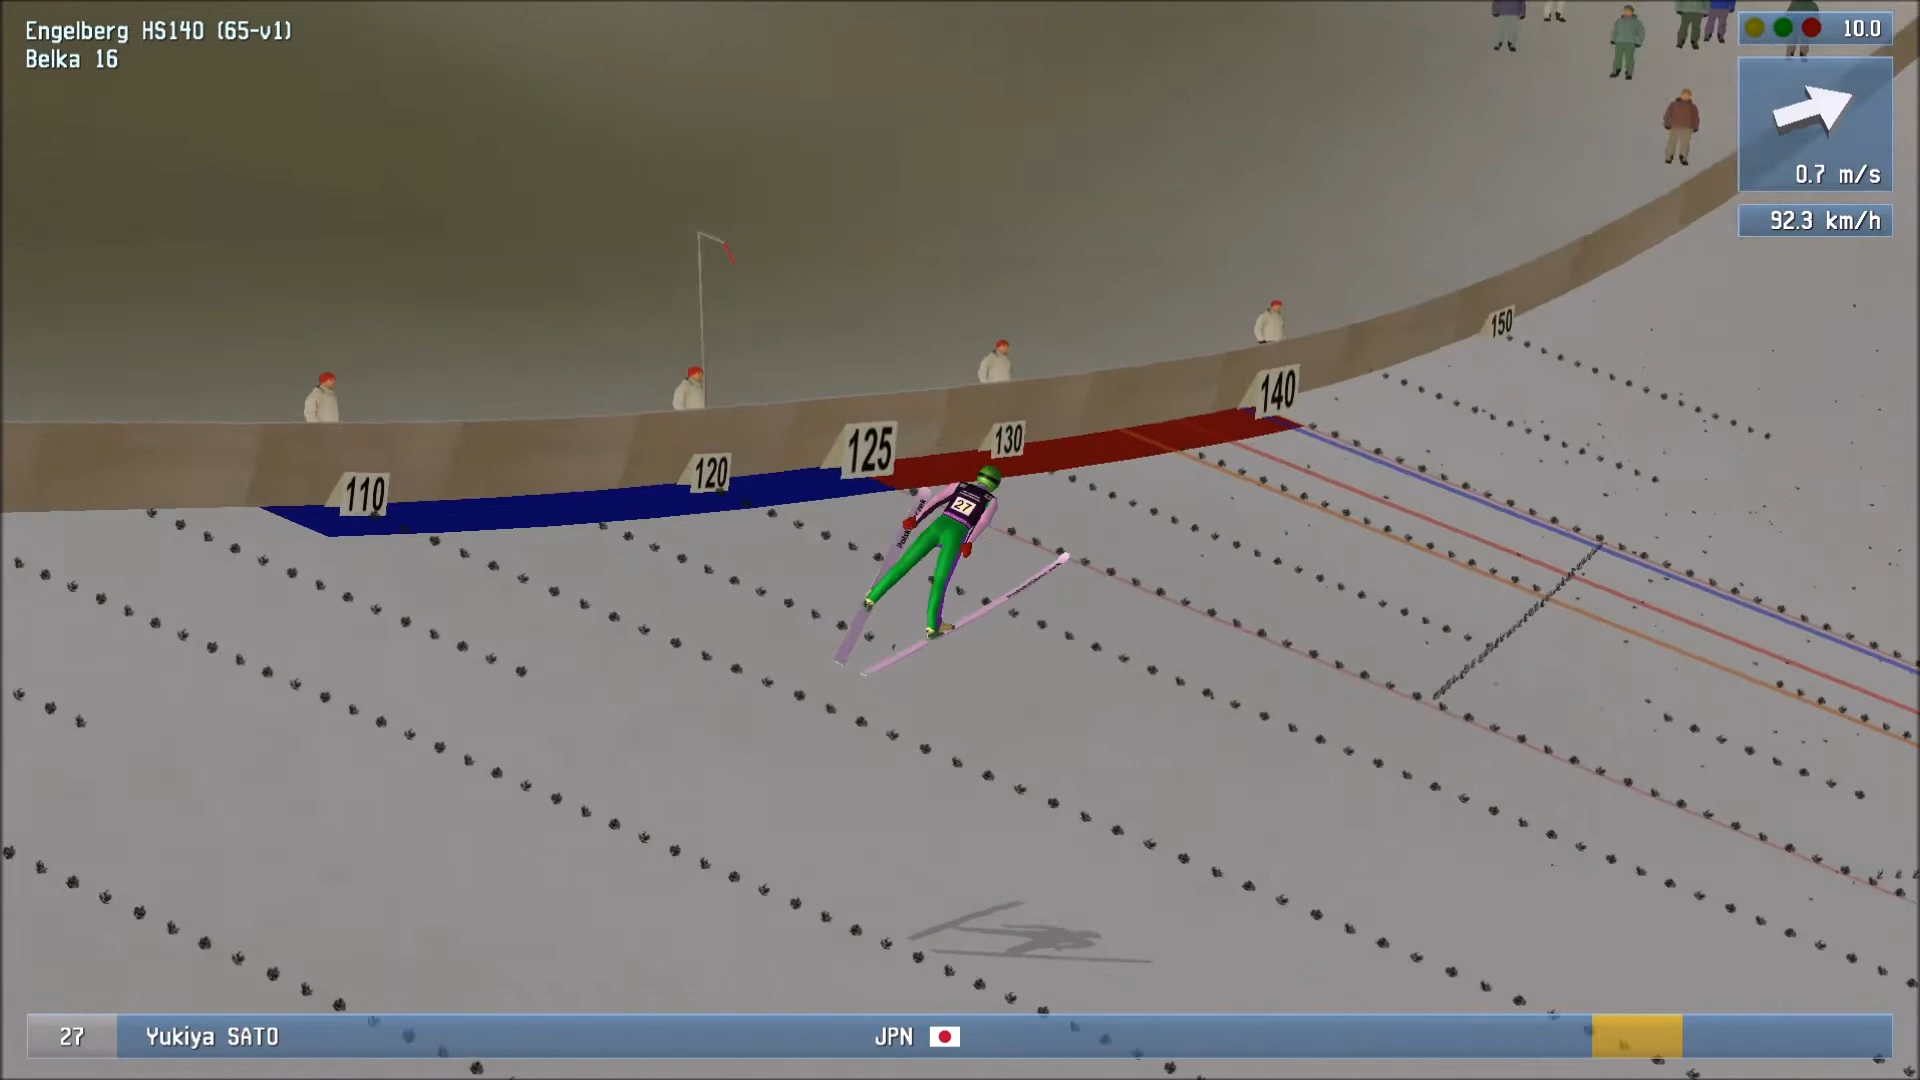 Engelberg HS140 (65-v1)
Belka 16
10.0
0.7 m/s
92.3 km/h
150
140
130
125
120
110
27
27 Yukiya SATO JPN